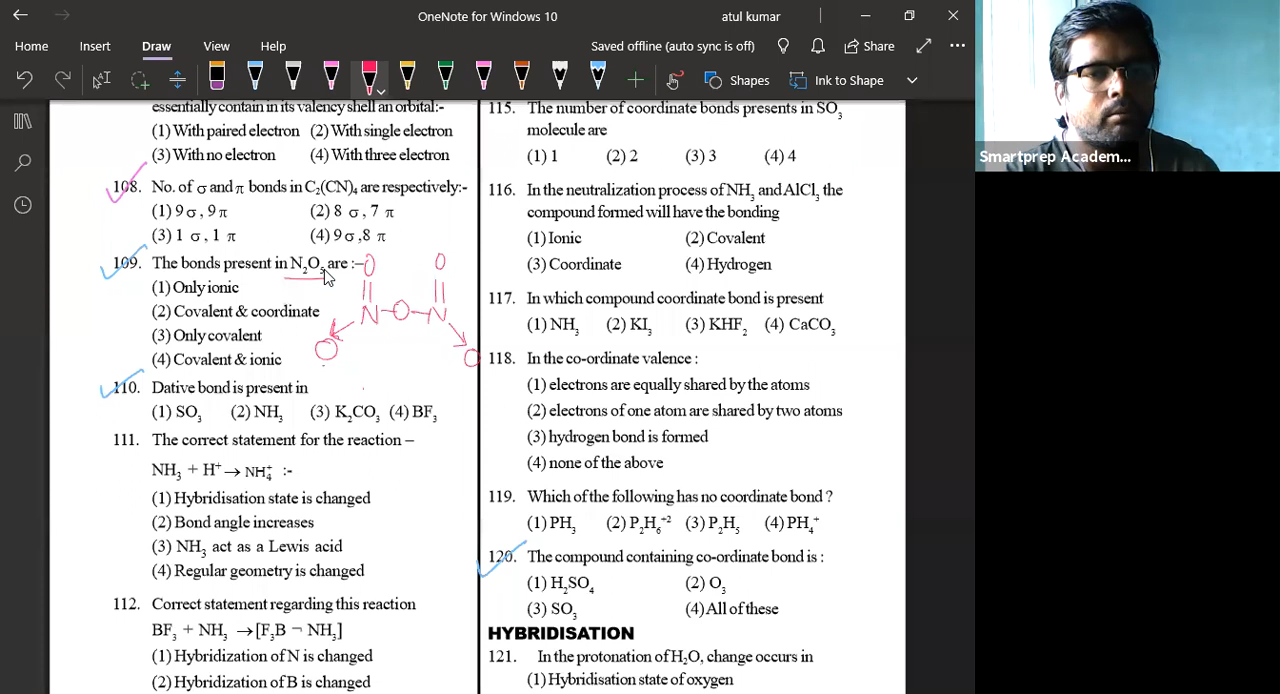 OneNote for Windows 10
atul kumar
Home Insert Draw View Help
Saved offline (auto sync is off)
Share
Shapes
Ink to Shape
essentially contain in its valency shell an orbital:-
(1) With paired electron (2) With single electron
(3) With no electron (4) With three electron
108. No. of σ and π bonds in C₂(CN)₄ are respectively:-
(1) 9 σ, 9 π (2) 8 σ, 7 π
(3) 1 σ, 1 π (4) 9 σ, 8 π
109. The bonds present in N₂O₅ are :-
(1) Only ionic
(2) Covalent & coordinate
(3) Only covalent
(4) Covalent & ionic
O O
N - O - N
O O
110. Dative bond is present in
(1) SO₃ (2) NH₃ (3) K₂CO₃ (4) BF₃
111. The correct statement for the reaction –
NH₃ + H⁺ → NH₄⁺ :-
(1) Hybridisation state is changed
(2) Bond angle increases
(3) NH₃ act as a Lewis acid
(4) Regular geometry is changed
112. Correct statement regarding this reaction
BF₃ + NH₃ → [F₃B ¬ NH₃]
(1) Hybridization of N is changed
(2) Hybridization of B is changed
115. The number of coordinate bonds presents in SO₃
molecule are
(1) 1 (2) 2 (3) 3 (4) 4
116. In the neutralization process of NH₃ and AlCl₃ the
compound formed will have the bonding
(1) Ionic (2) Covalent
(3) Coordinate (4) Hydrogen
117. In which compound coordinate bond is present
(1) NH₃ (2) KI₃ (3) KHF₂ (4) CaCO₃
118. In the co-ordinate valence :
(1) electrons are equally shared by the atoms
(2) electrons of one atom are shared by two atoms
(3) hydrogen bond is formed
(4) none of the above
119. Which of the following has no coordinate bond ?
(1) PH₃ (2) P₂H₆⁺² (3) P₂H₅ (4) PH₄⁺
120. The compound containing co-ordinate bond is :
(1) H₂SO₄ (2) O₃
(3) SO₃ (4) All of these
HYBRIDISATION
121. In the protonation of H₂O, change occurs in
(1) Hybridisation state of oxygen
Smartprep Academ...